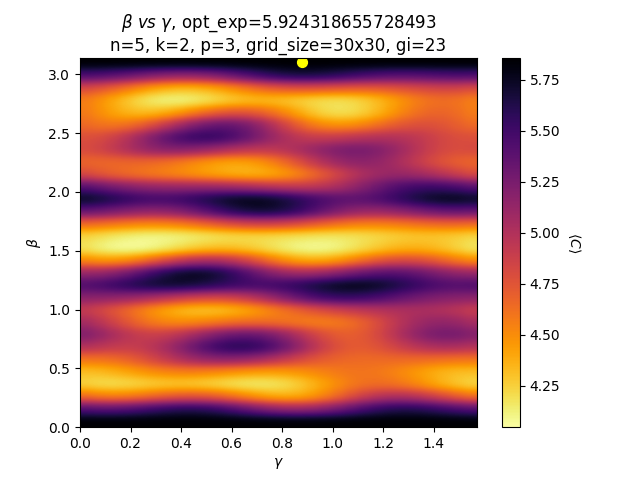 β vs γ, opt_exp=5.924318655728493
n=5, k=2, p=3, grid_size=30x30, gi=23
3.0
2.5
2.0
1.5
1.0
0.5
0.0
β
0.0 0.2 0.4 0.6 0.8 1.0 1.2 1.4
γ
5.75
5.50
5.25
5.00
4.75
4.50
4.25
⟨C⟩